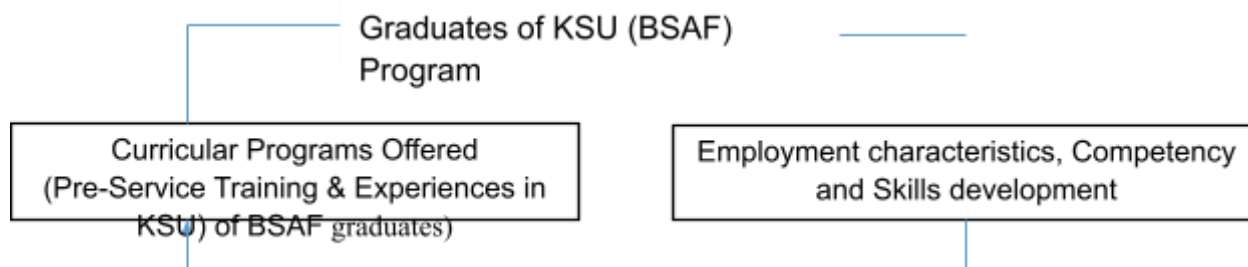 Graduates of KSU (BSAF)
Program
Curricular Programs Offered
(Pre-Service Training & Experiences in
KSU) of BSAF graduates)
Employment characteristics, Competency
and Skills development